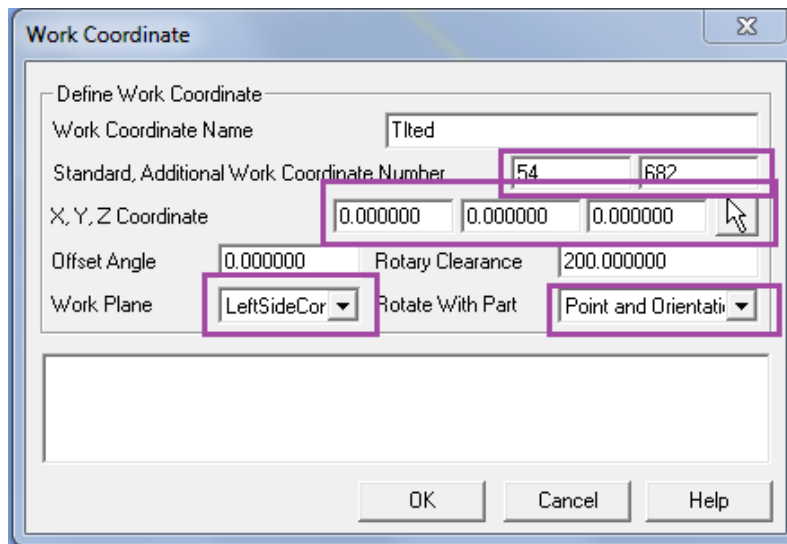 Work Coordinate
Define Work Coordinate
Work Coordinate Name TIted
Standard, Additional Work Coordinate Number 54 682
X, Y, Z Coordinate 0.000000 0.000000 0.000000
Offset Angle 0.000000 Rotary Clearance 200.000000
Work Plane LeftSideCor Rotate With Part Point and Orientati
OK Cancel Help